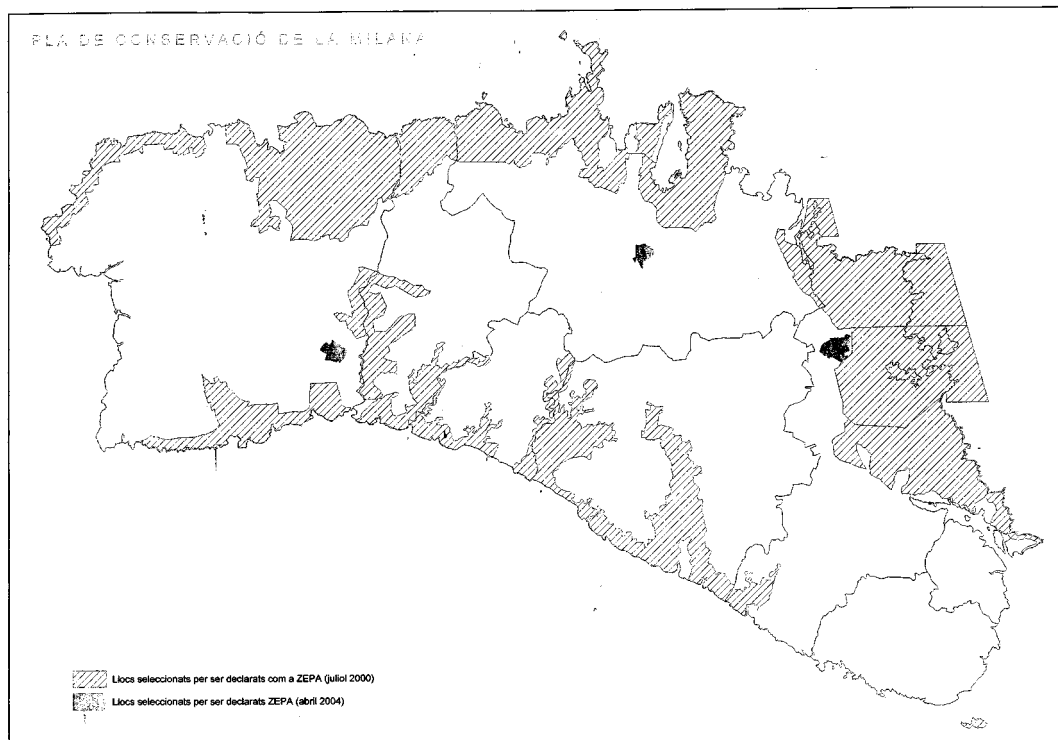 PLA DE CONSERVACIÓ DE LA MILANA
Llocs seleccionats per ser declarats com a ZEPA (juliol 2000)
Llocs seleccionats per ser declarats ZEPA (abril 2004)